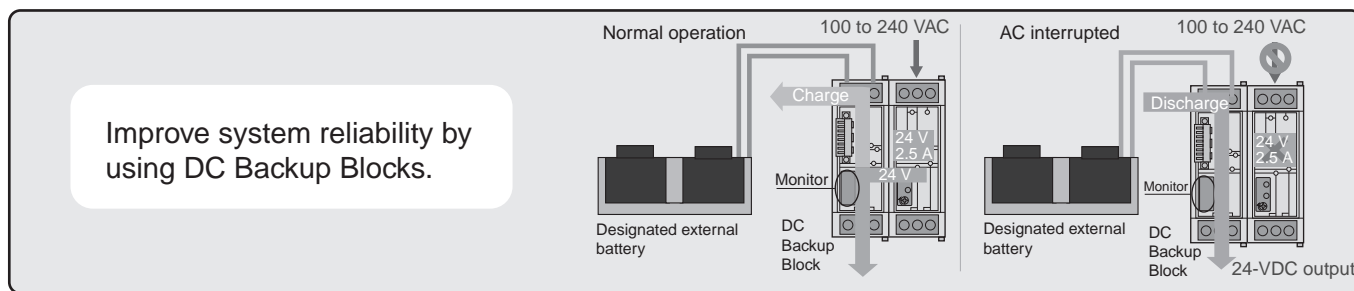 Improve system reliability by
using DC Backup Blocks.
Normal operation
100 to 240 VAC
Charge
24 V
2.5 A
24 V
Monitor
Designated external
battery
DC
Backup
Block
AC interrupted
100 to 240 VAC
Discharge
24 V
2.5 A
Monitor
Designated external
battery
DC
Backup
Block
24-VDC output